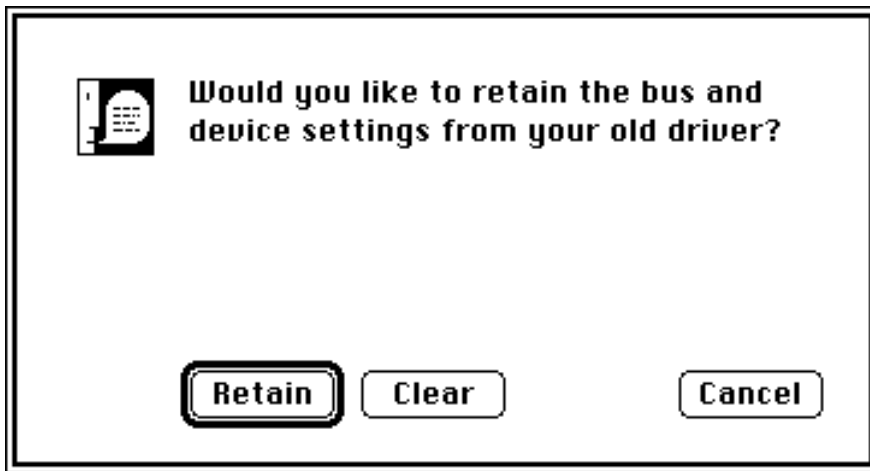 Would you like to retain the bus and
device settings from your old driver?
Retain Clear Cancel